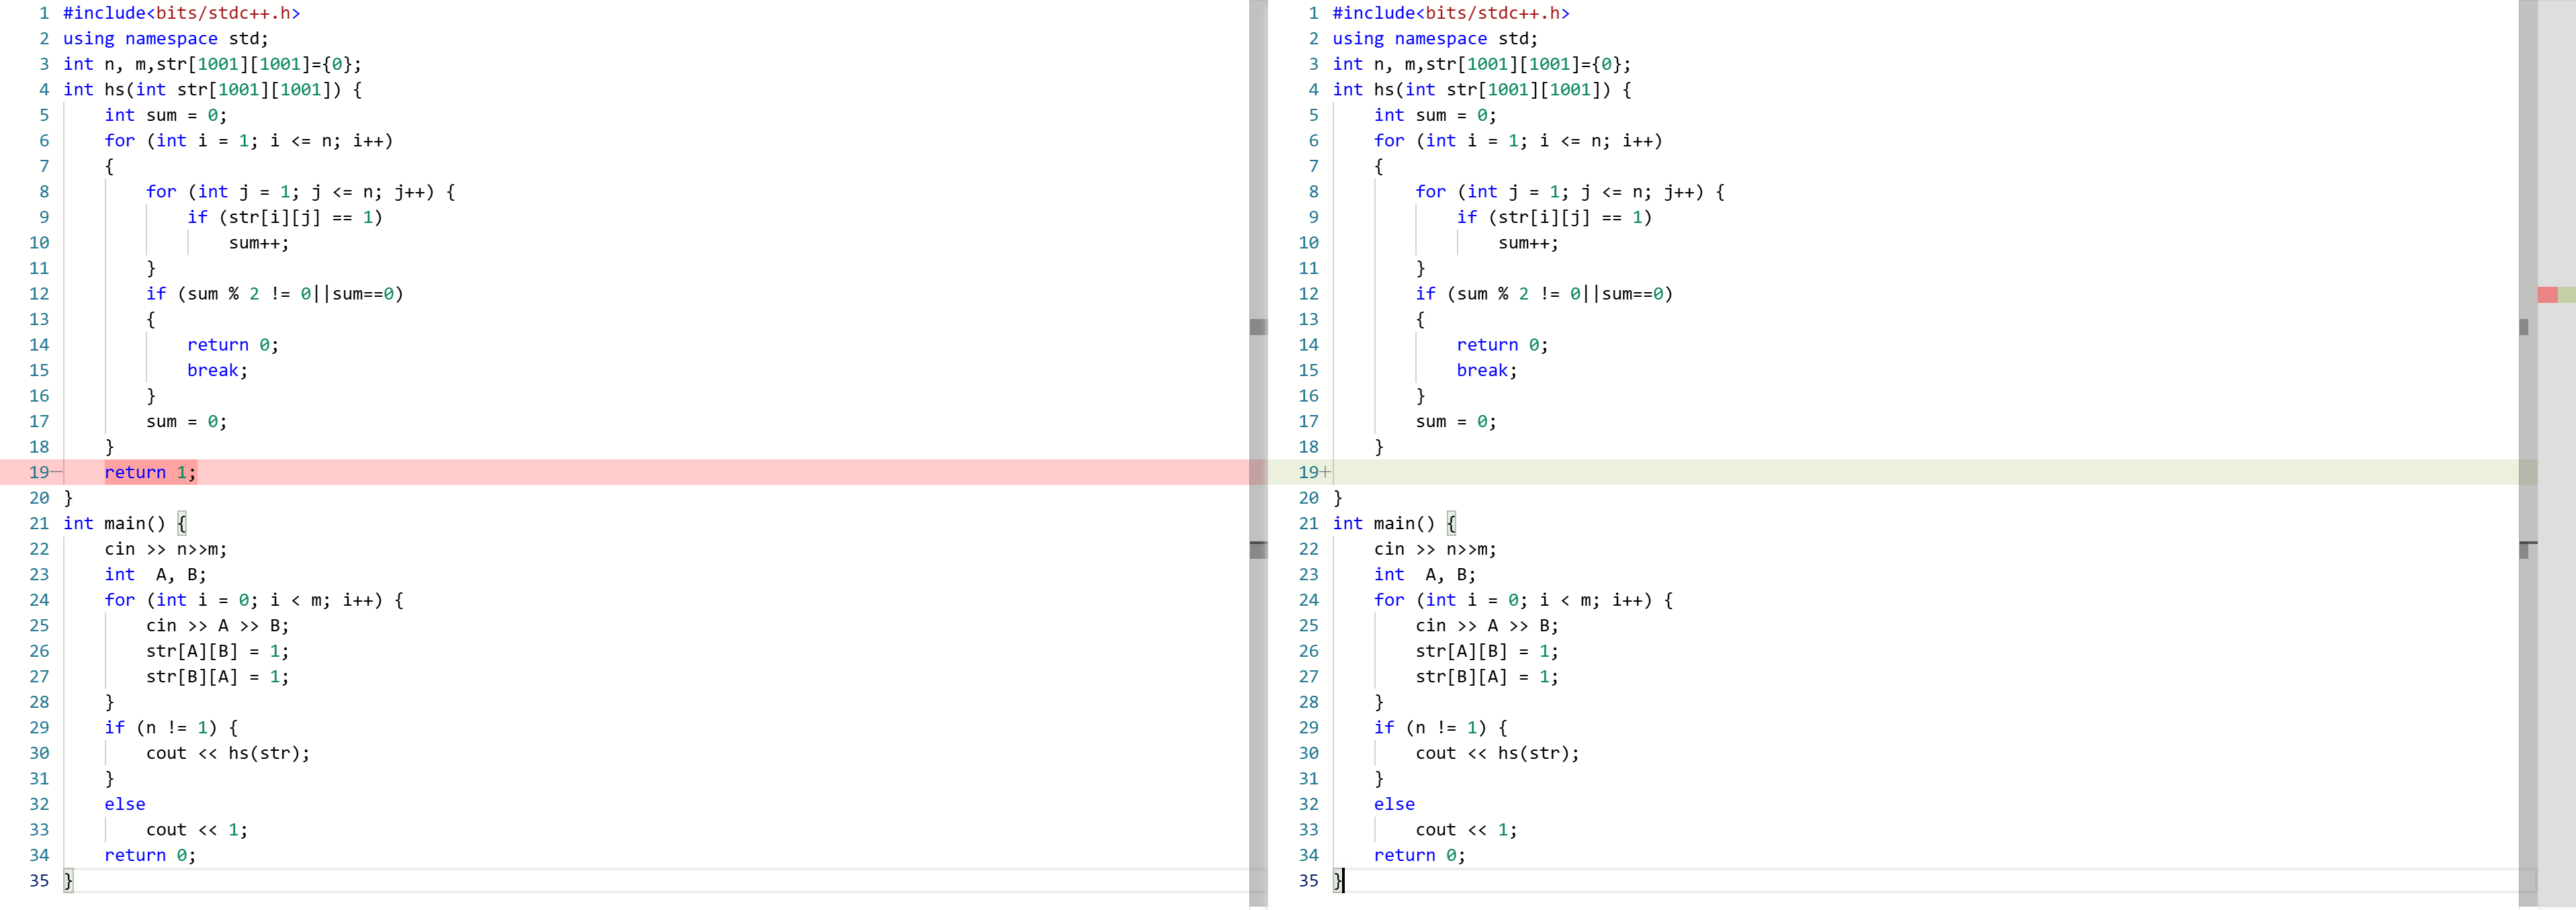 1 #include<bits/stdc++.h>
2 using namespace std;
3 int n, m,str[1001][1001]={0};
4 int hs(int str[1001][1001]) {
5     int sum = 0;
6     for (int i = 1; i <= n; i++)
7     {
8         for (int j = 1; j <= n; j++) {
9             if (str[i][j] == 1)
10                 sum++;
11         }
12         if (sum % 2 != 0||sum==0)
13         {
14             return 0;
15             break;
16         }
17         sum = 0;
18     }
19−    return 1;
20 }
21 int main() {
22     cin >> n>>m;
23     int  A, B;
24     for (int i = 0; i < m; i++) {
25         cin >> A >> B;
26         str[A][B] = 1;
27         str[B][A] = 1;
28     }
29     if (n != 1) {
30         cout << hs(str);
31     }
32     else
33         cout << 1;
34     return 0;
35 }
1 #include<bits/stdc++.h>
2 using namespace std;
3 int n, m,str[1001][1001]={0};
4 int hs(int str[1001][1001]) {
5     int sum = 0;
6     for (int i = 1; i <= n; i++)
7     {
8         for (int j = 1; j <= n; j++) {
9             if (str[i][j] == 1)
10                 sum++;
11         }
12         if (sum % 2 != 0||sum==0)
13         {
14             return 0;
15             break;
16         }
17         sum = 0;
18     }
19+
20 }
21 int main() {
22     cin >> n>>m;
23     int  A, B;
24     for (int i = 0; i < m; i++) {
25         cin >> A >> B;
26         str[A][B] = 1;
27         str[B][A] = 1;
28     }
29     if (n != 1) {
30         cout << hs(str);
31     }
32     else
33         cout << 1;
34     return 0;
35 }